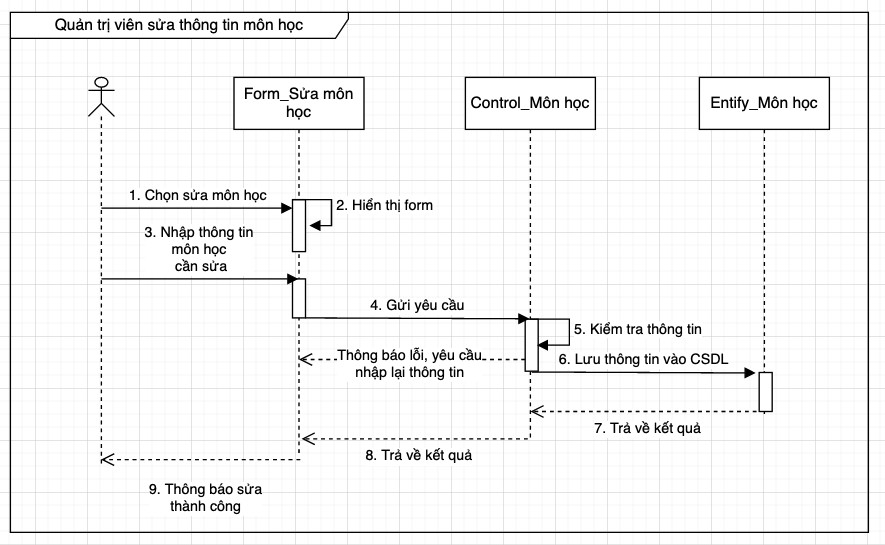 Quản trị viên sửa thông tin môn học
Form_Sửa môn
học
Control_Môn học
Entify_Môn học
1. Chọn sửa môn học
2. Hiển thị form
3. Nhập thông tin
môn học
cần sửa
4. Gửi yêu cầu
5. Kiểm tra thông tin
Thông báo lỗi, yêu cầu
nhập lại thông tin
6. Lưu thông tin vào CSDL
7. Trả về kết quả
8. Trả về kết quả
9. Thông báo sửa
thành công